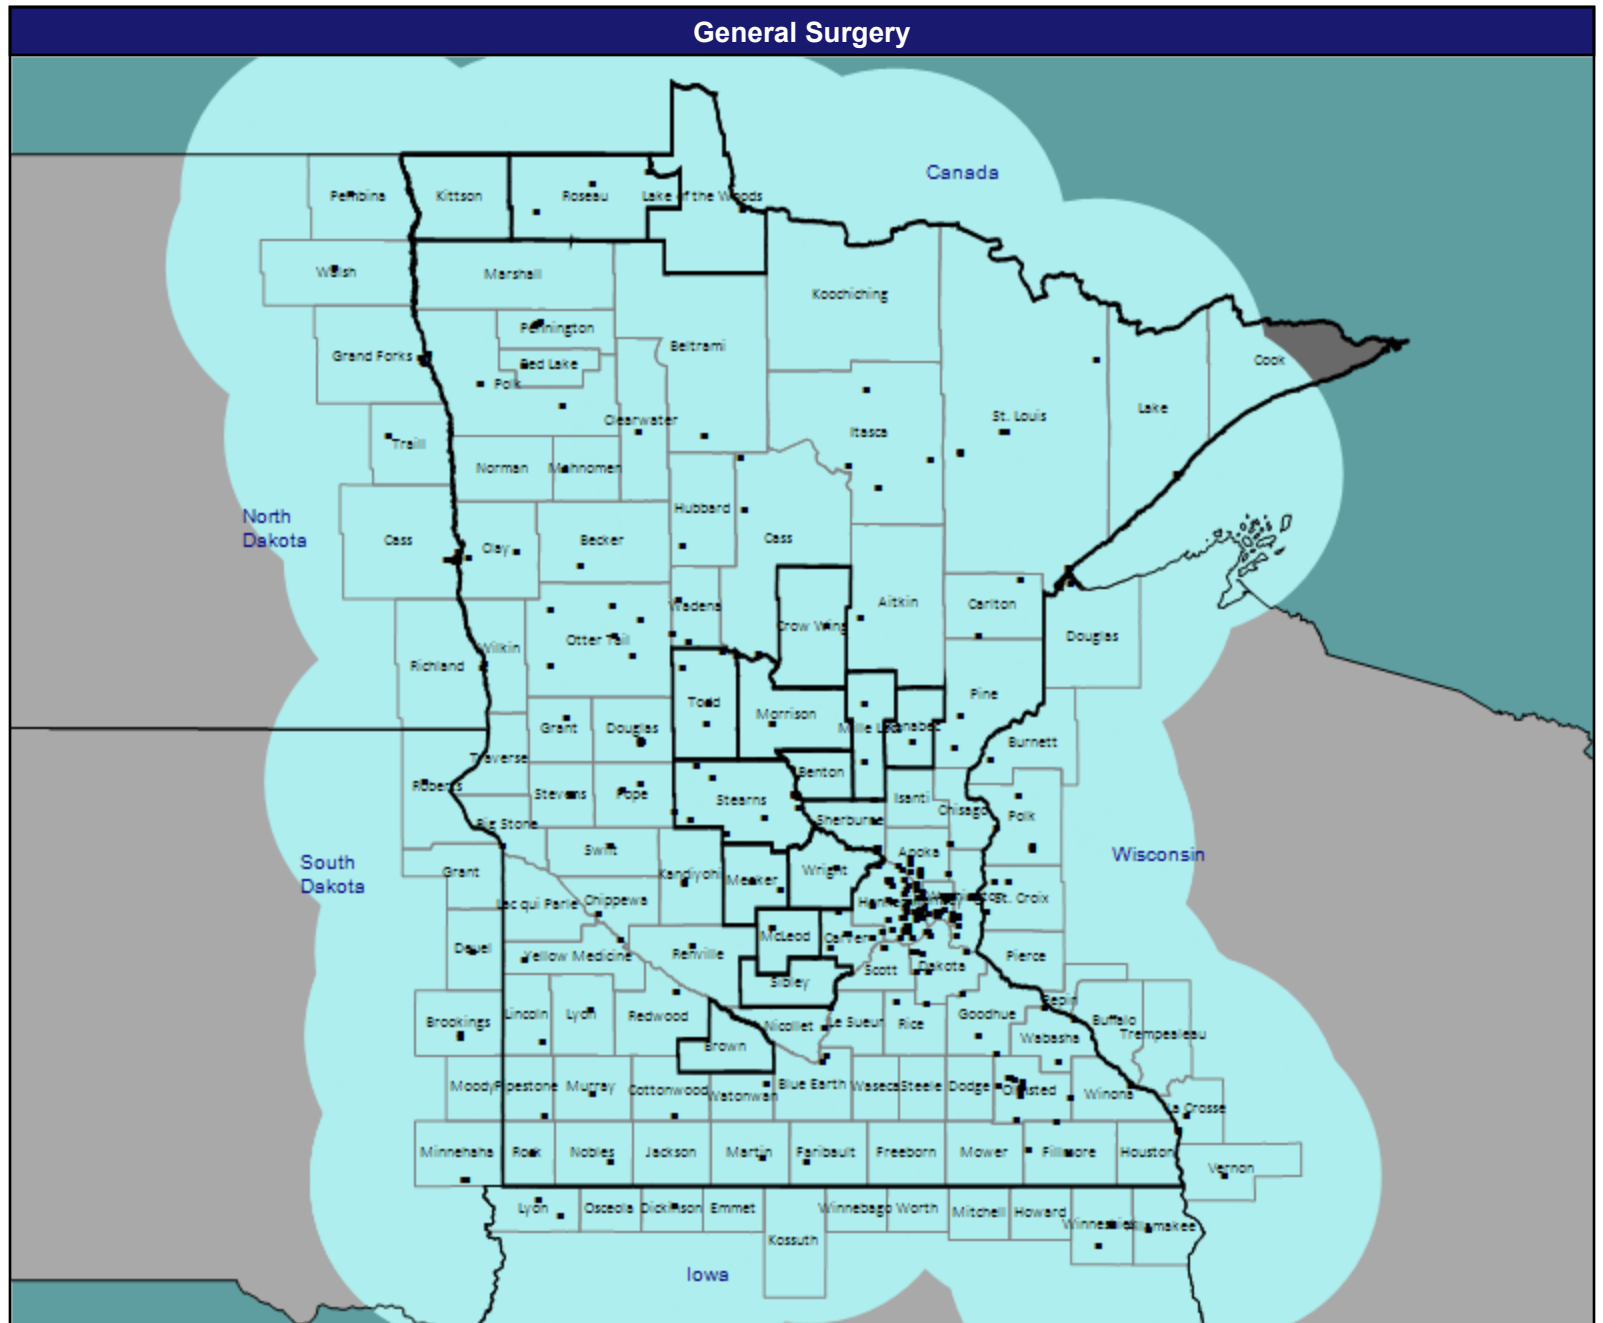 General Surgery
Canada
Pembina
Kittson
Roseau
Lake of the Woods
Walsh
Marshall
Koochiching
Pennington
Grand Forks
Beltrami
Red Lake
Cook
Polk
Lake
Clearwater
St. Louis
Itasca
Traill
Norman
Mahnomen
Hubbard
North
Dakota
Cass
Clay
Becker
Cass
Wadena
Aitkin
Carlton
Crow Wing
Otter Tail
Douglas
Wilkin
Richland
Pine
Todd
Morrison
Grant
Douglas
Mille Lacs
Kanabec
Burnett
Traverse
Benton
Roberts
Stevens
Pope
Stearns
Isanti
Chisago
Big Stone
Sherburne
Polk
Swift
Anoka
Wisconsin
South
Dakota
Grant
Kandiyohi
Meeker
Wright
Lac qui Parle
Chippewa
St. Croix
McLeod
Carver
Deuel
Yellow Medicine
Renville
Pierce
Scott
Dakota
Sibley
Pepin
Brookings
Lincoln
Lyon
Redwood
Nicollet
Le Sueur
Rice
Goodhue
Buffalo
Trempealeau
Wabasha
Brown
Moody
Pipestone
Murray
Cottonwood
Watonwan
Blue Earth
Waseca
Steele
Dodge
Olmsted
Winona
La Crosse
Minnehaha
Rock
Nobles
Jackson
Martin
Faribault
Freeborn
Mower
Fillmore
Houston
Vernon
Lyon
Osceola
Dickinson
Emmet
Winnebago
Worth
Mitchell
Howard
Kossuth
Iowa